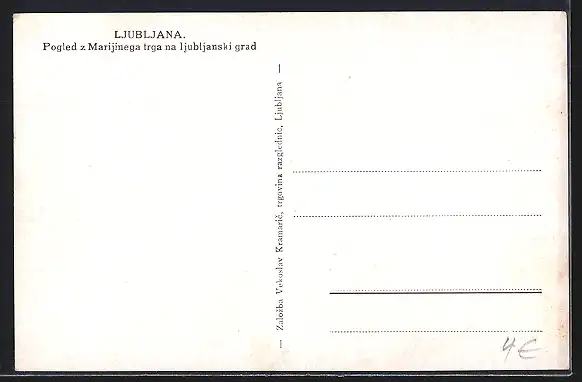 LJUBLJANA.
Pogled z Marijinega trga na ljubljanski grad
— Založba Vekoslav Kramarič, trgovina razglednic, Ljubljana —
4€